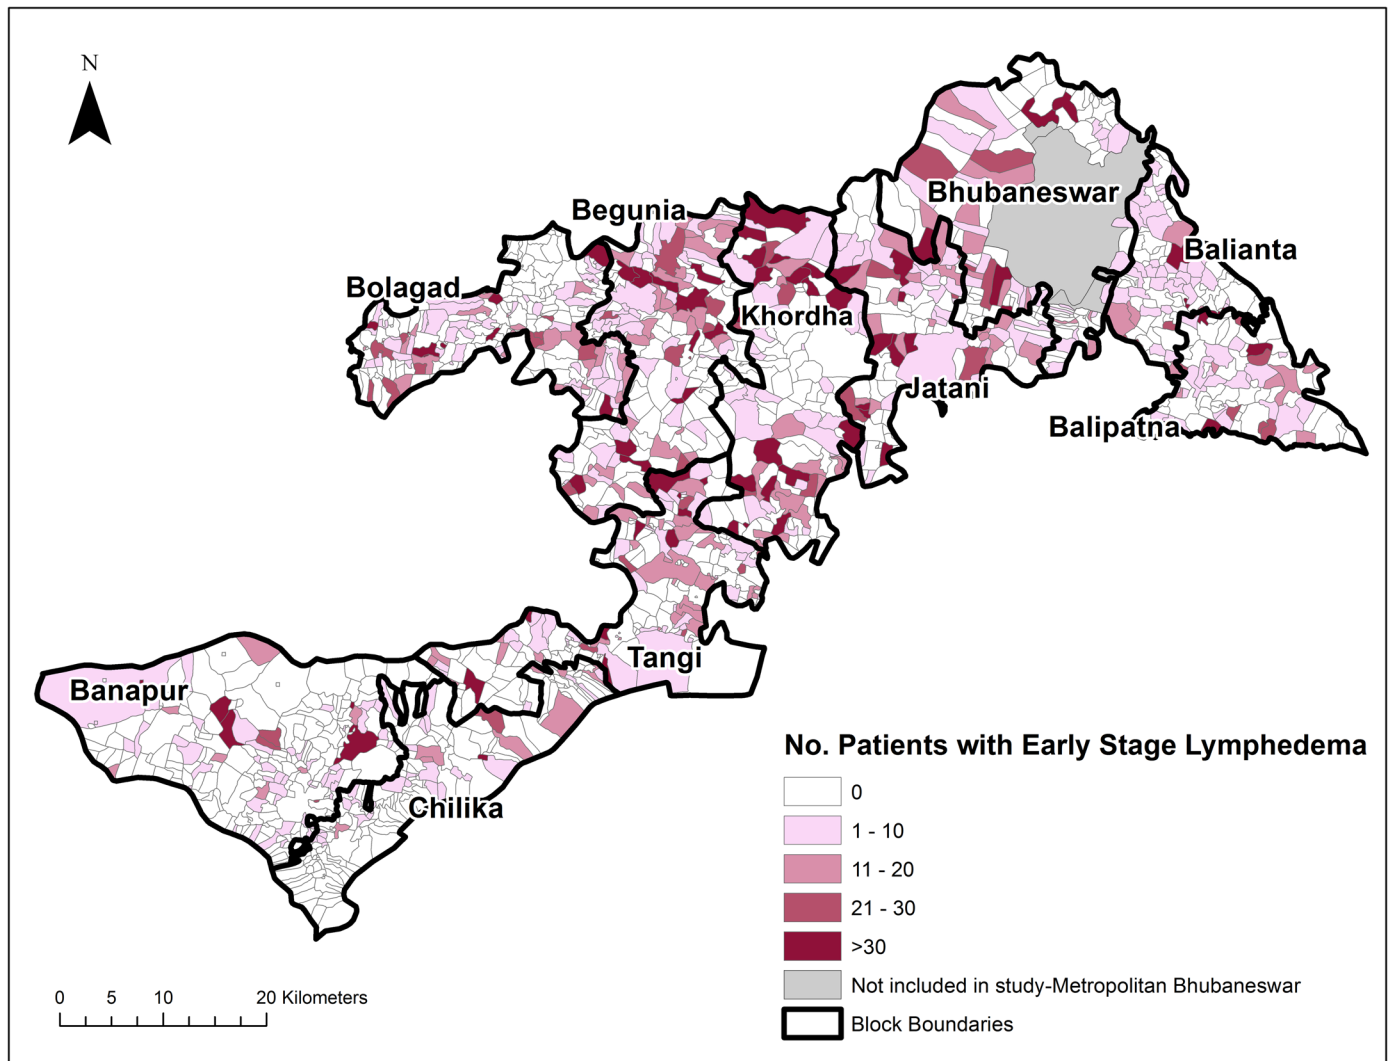 N
Bhubaneswar
Begunia
Balianta
Bolagad
Khordha
Jatani
Balipatna
Tangi
Banapur
Chilika
No. Patients with Early Stage Lymphedema
0
1 - 10
11 - 20
21 - 30
>30
Not included in study-Metropolitan Bhubaneswar
Block Boundaries
0 5 10 20 Kilometers